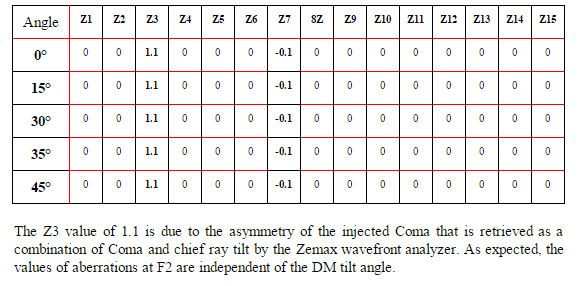 Angle Z1 Z2 Z3 Z4 Z5 Z6 Z7 8Z Z9 Z10 Z11 Z12 Z13 Z14 Z15
0° 0 0 1.1 0 0 0 -0.1 0 0 0 0 0 0 0 0
15° 0 0 1.1 0 0 0 -0.1 0 0 0 0 0 0 0 0
30° 0 0 1.1 0 0 0 -0.1 0 0 0 0 0 0 0 0
35° 0 0 1.1 0 0 0 -0.1 0 0 0 0 0 0 0 0
45° 0 0 1.1 0 0 0 -0.1 0 0 0 0 0 0 0 0
The Z3 value of 1.1 is due to the asymmetry of the injected Coma that is retrieved as a
combination of Coma and chief ray tilt by the Zemax wavefront analyzer. As expected, the
values of aberrations at F2 are independent of the DM tilt angle.